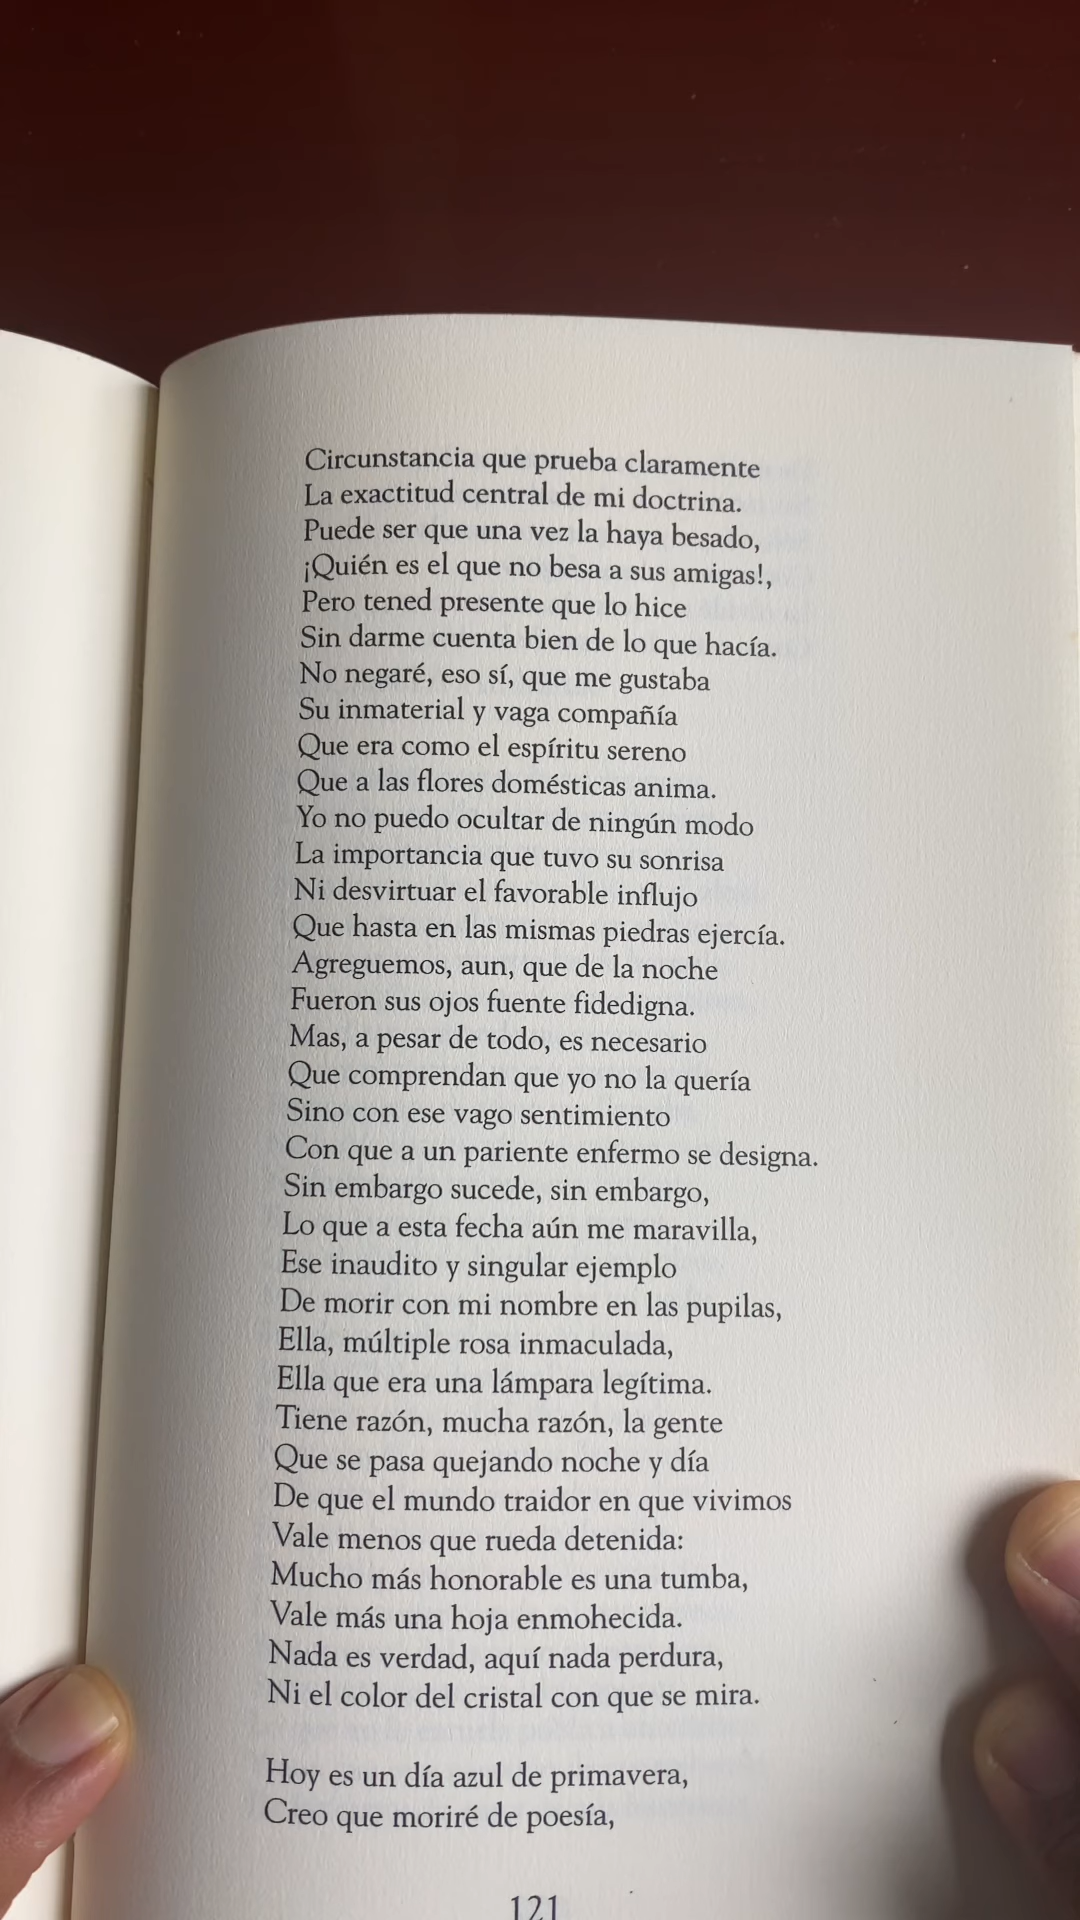 Circunstancia que prueba claramente
La exactitud central de mi doctrina.
Puede ser que una vez la haya besado,
¡Quién es el que no besa a sus amigas!,
Pero tened presente que lo hice
Sin darme cuenta bien de lo que hacía.
No negaré, eso sí, que me gustaba
Su inmaterial y vaga compañía
Que era como el espíritu sereno
Que a las flores domésticas anima.
Yo no puedo ocultar de ningún modo
La importancia que tuvo su sonrisa
Ni desvirtuar el favorable influjo
Que hasta en las mismas piedras ejercía.
Agreguemos, aun, que de la noche
Fueron sus ojos fuente fidedigna.
Mas, a pesar de todo, es necesario
Que comprendan que yo no la quería
Sino con ese vago sentimiento
Con que a un pariente enfermo se designa.
Sin embargo sucede, sin embargo,
Lo que a esta fecha aún me maravilla,
Ese inaudito y singular ejemplo
De morir con mi nombre en las pupilas,
Ella, múltiple rosa inmaculada,
Ella que era una lámpara legítima.
Tiene razón, mucha razón, la gente
Que se pasa quejando noche y día
De que el mundo traidor en que vivimos
Vale menos que rueda detenida:
Mucho más honorable es una tumba,
Vale más una hoja enmohecida.
Nada es verdad, aquí nada perdura,
Ni el color del cristal con que se mira.
Hoy es un día azul de primavera,
Creo que moriré de poesía,
121